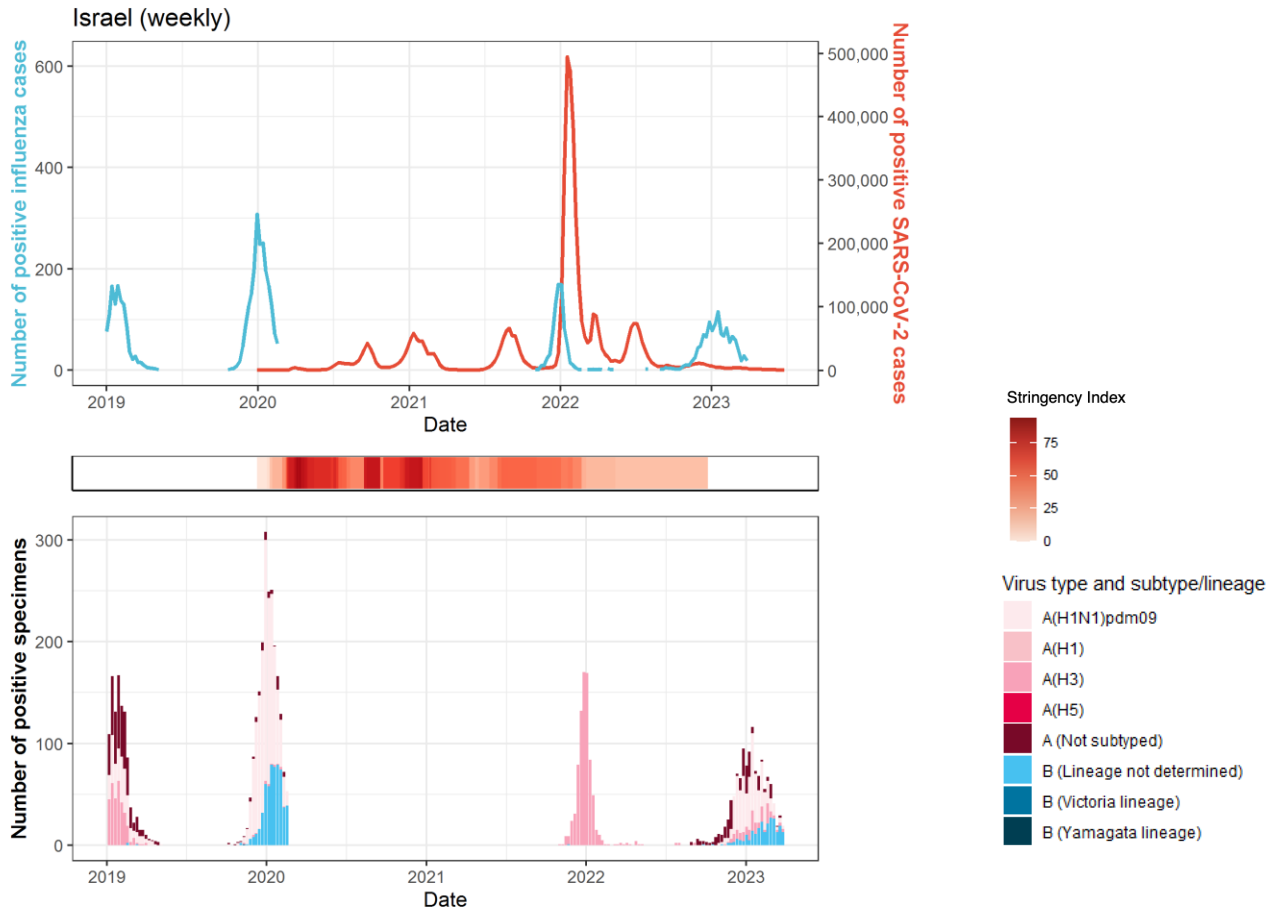 Israel (weekly)
Number of positive influenza cases
600
400
200
0
500,000
400,000
300,000
200,000
100,000
0
Number of positive SARS-CoV-2 cases
2019
2020
2021
2022
2023
Date
Stringency Index
75
50
25
0
Number of positive specimens
300
200
100
0
2019
2020
2021
2022
2023
Date
Virus type and subtype/lineage
A(H1N1)pdm09
A(H1)
A(H3)
A(H5)
A (Not subtyped)
B (Lineage not determined)
B (Victoria lineage)
B (Yamagata lineage)